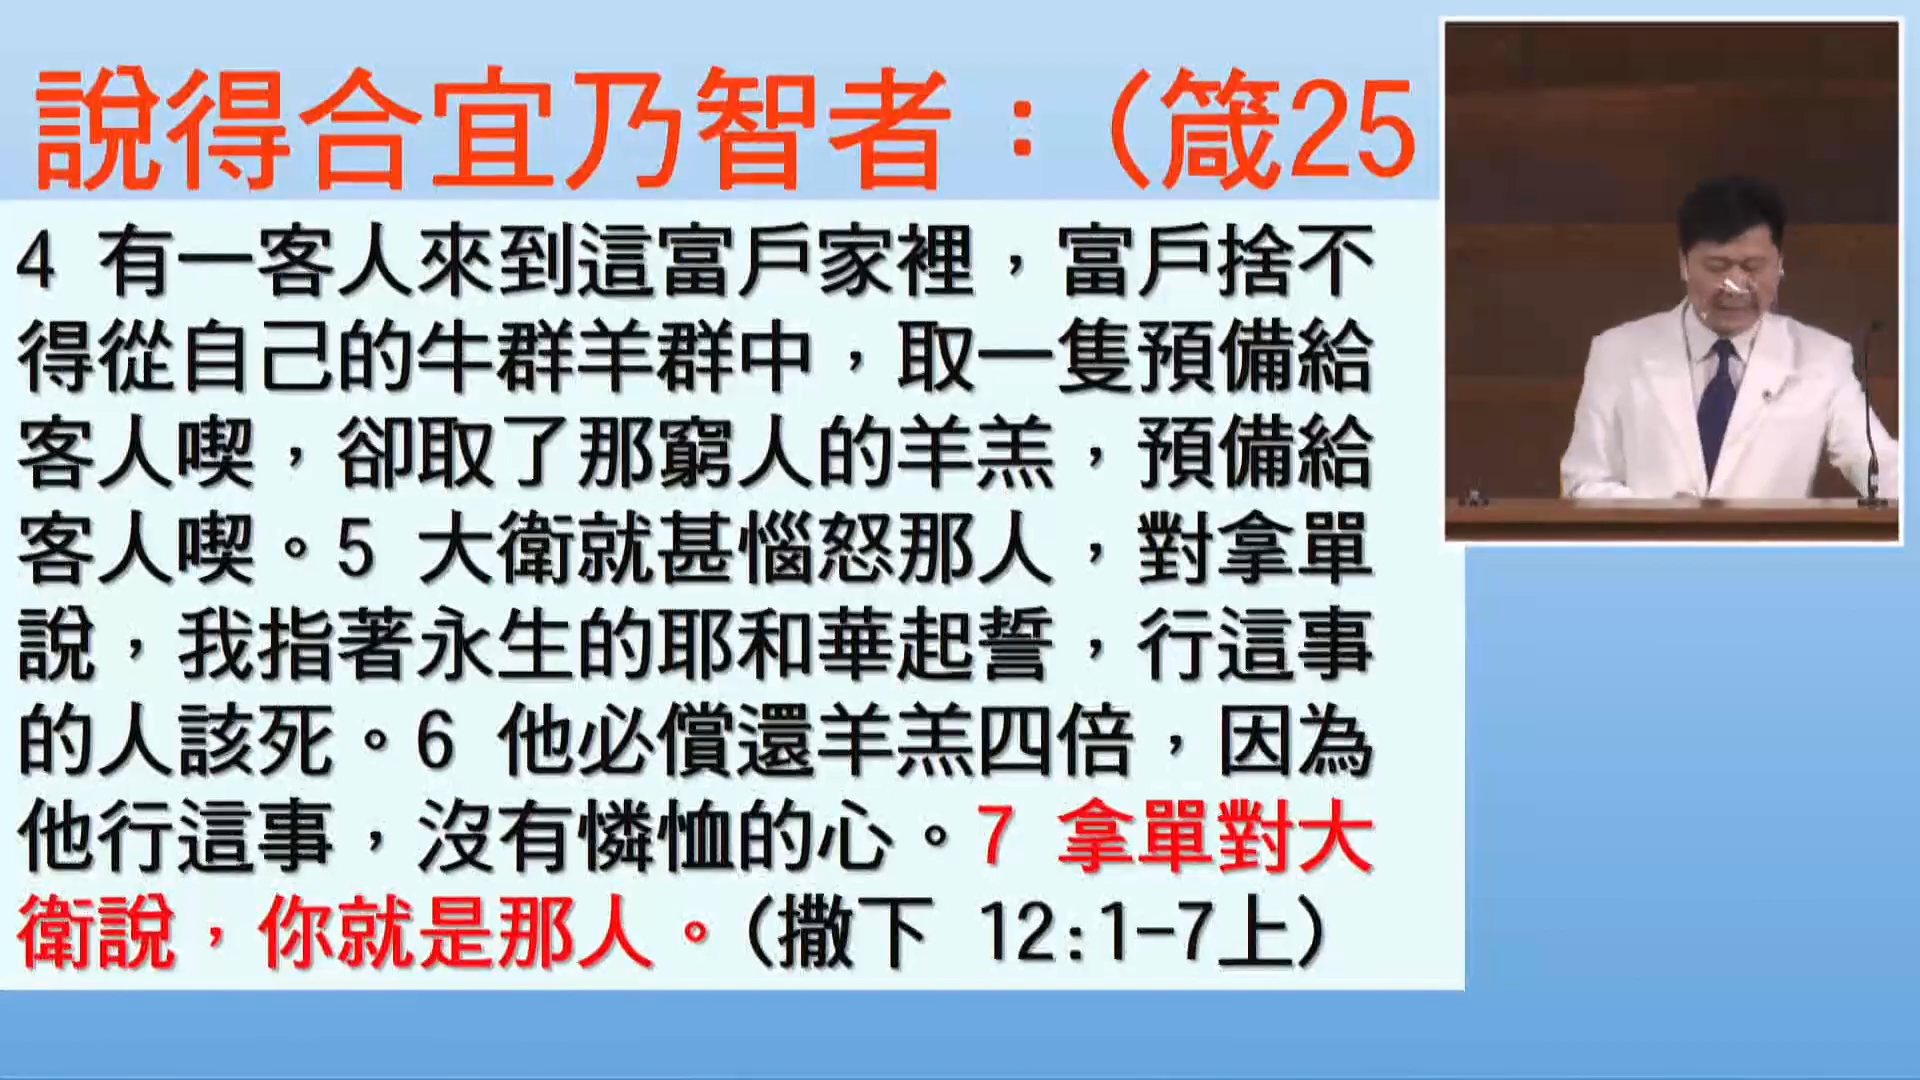 說得合宜乃智者：(箴25
4 有一客人來到這富戶家裡，富戶捨不
得從自己的牛群羊群中，取一隻預備給
客人喫，卻取了那窮人的羊羔，預備給
客人喫。5 大衛就甚惱怒那人，對拿單
說，我指著永生的耶和華起誓，行這事
的人該死。6 他必償還羊羔四倍，因為
他行這事，沒有憐恤的心。7 拿單對大
衛說，你就是那人。(撒下 12:1-7上)